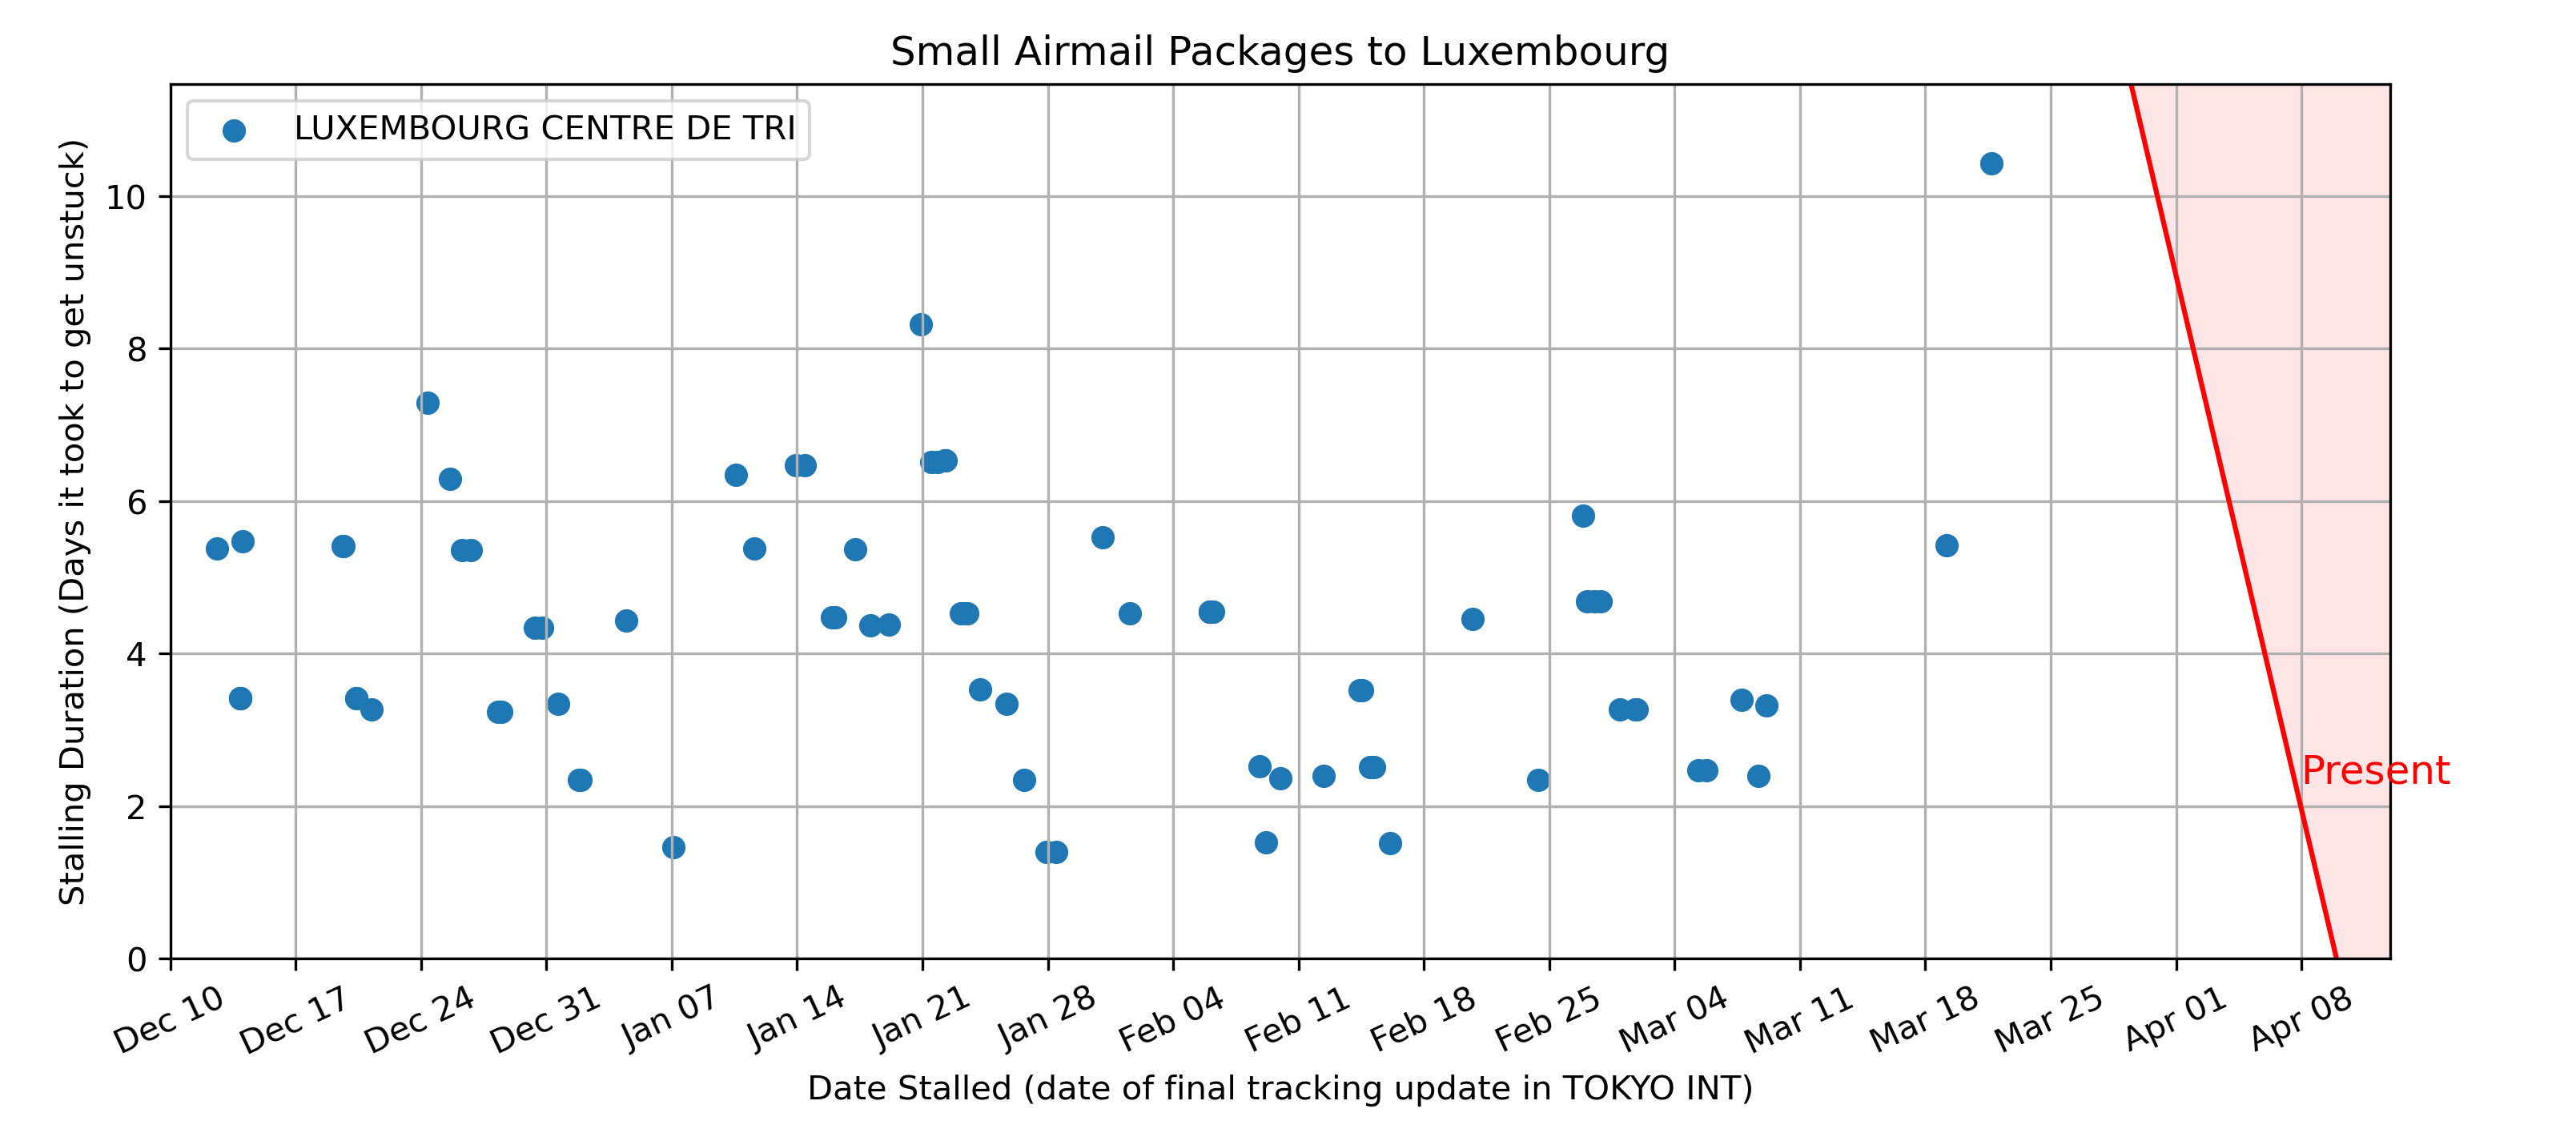 Small Airmail Packages to Luxembourg
LUXEMBOURG CENTRE DE TRI
Stalling Duration (Days it took to get unstuck)
10
8
6
4
2
0
Present
Dec 10 Dec 17 Dec 24 Dec 31 Jan 07 Jan 14 Jan 21 Jan 28 Feb 04 Feb 11 Feb 18 Feb 25 Mar 04 Mar 11 Mar 18 Mar 25 Apr 01 Apr 08
Date Stalled (date of final tracking update in TOKYO INT)